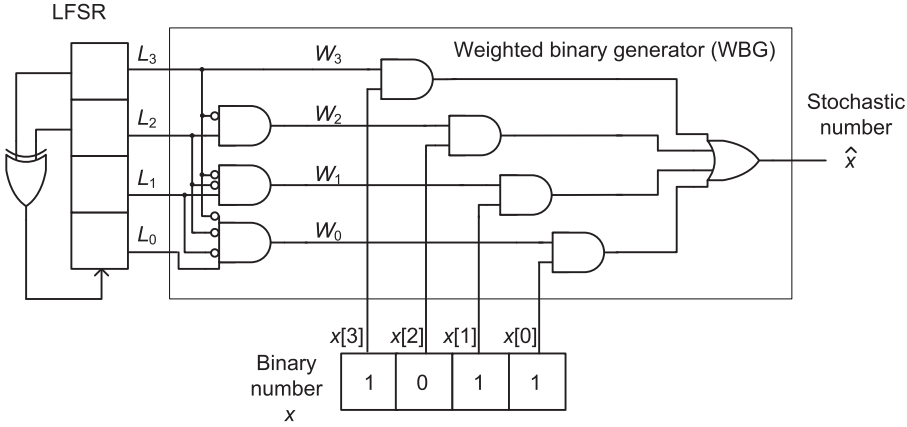 LFSR
Weighted binary generator (WBG)
L3
W3
L2
W2
L1
W1
L0
W0
Stochastic
number
x̂
x[3] x[2] x[1] x[0]
Binary
number
x
1 0 1 1